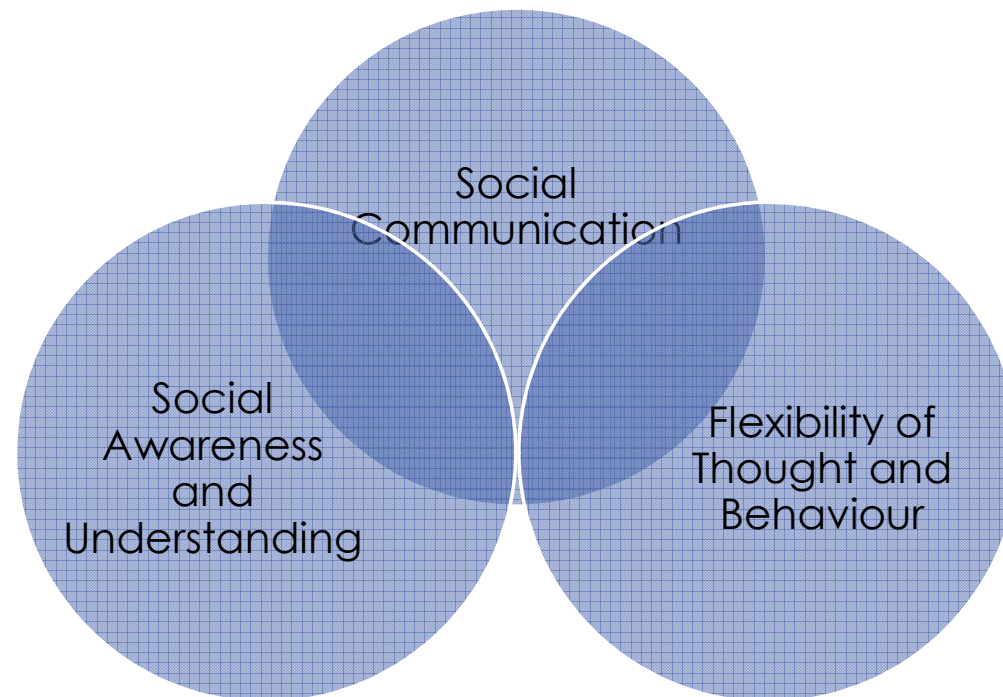 Social
Communication
Social
Awareness
and
Understanding
Flexibility of
Thought and
Behaviour